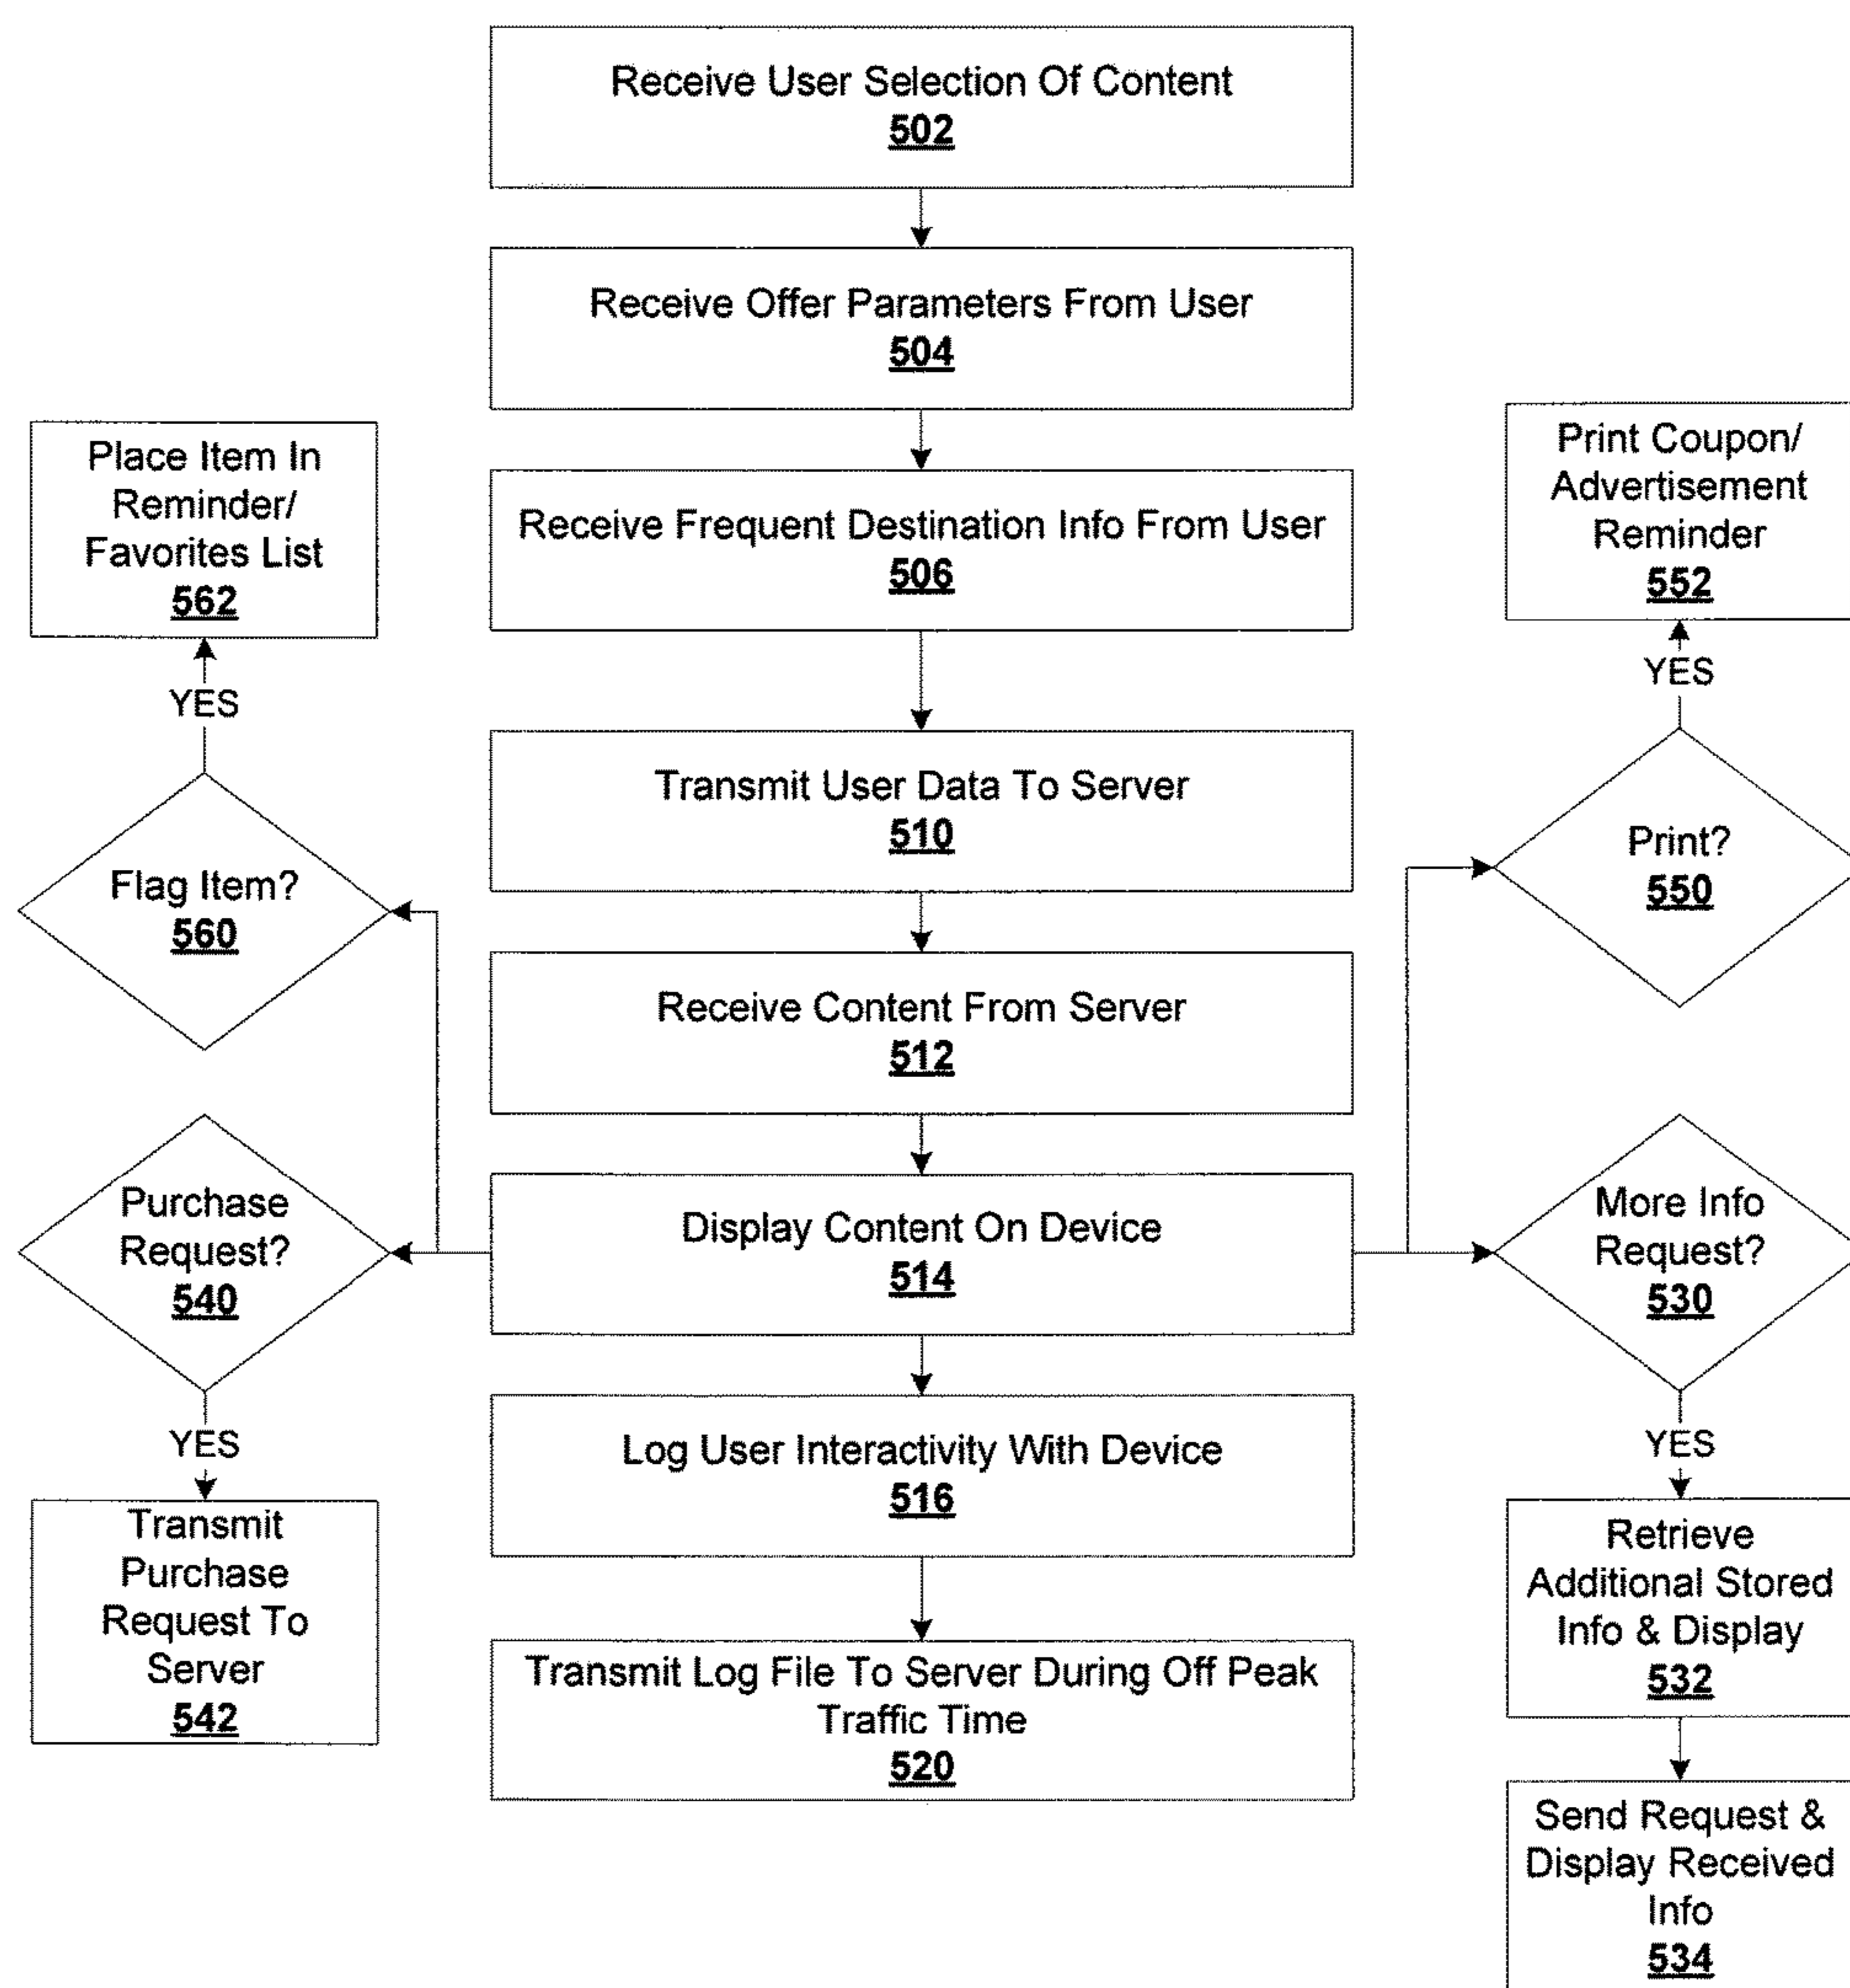 Receive User Selection Of Content
502
Receive Offer Parameters From User
504
Receive Frequent Destination Info From User
506
Transmit User Data To Server
510
Receive Content From Server
512
Display Content On Device
514
Log User Interactivity With Device
516
Transmit Log File To Server During Off Peak
Traffic Time
520
Place Item In
Reminder/
Favorites List
562
YES
Flag Item?
560
Purchase
Request?
540
YES
Transmit
Purchase
Request To
Server
542
Print Coupon/
Advertisement
Reminder
552
YES
Print?
550
More Info
Request?
530
YES
Retrieve
Additional Stored
Info & Display
532
Send Request &
Display Received
Info
534